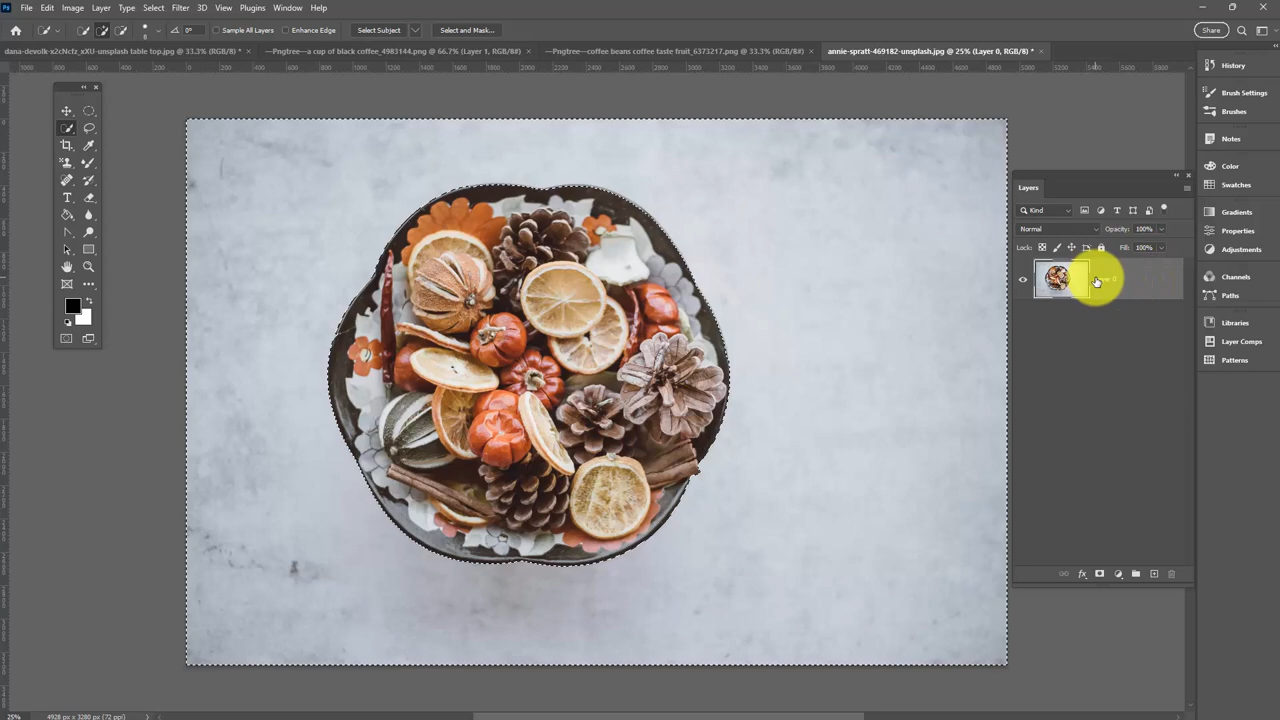 Ps File Edit Image Layer Type Select Filter 3D View Plugins Window Help
0° Sample All Layers Enhance Edge Select Subject Select and Mask... Share
dana-devolk-x2cNctz_xXU-unsplash table top.jpg @ 33.3% (RGB/8) * × —Pngtree—a cup of black coffee_4983144.png @ 66.7% (Layer 1, RGB/8#) × —Pngtree—coffee beans coffee taste fruit_6373217.png @ 33.3% (RGB/8#) × annie-spratt-469182-unsplash.jpg @ 25% (Layer 0, RGB/8) * ×
History
Brush Settings
Brushes
Notes
Color
Swatches
Gradients
Properties
Adjustments
Channels
Paths
Libraries
Layer Comps
Patterns
Layers
Kind
Normal Opacity: 100%
Lock: Fill: 100%
25% 4928 px x 3280 px (72 ppi)